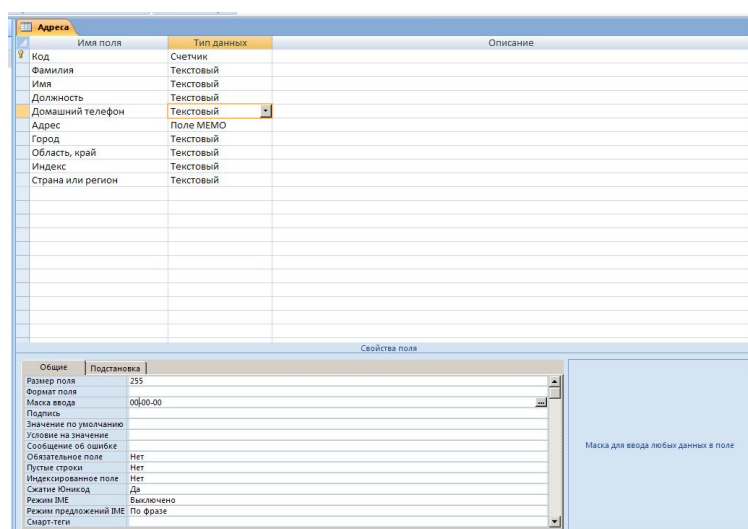 Адреса
Имя поля Тип данных Описание
Код Счетчик
Фамилия Текстовый
Имя Текстовый
Должность Текстовый
Домашний телефон Текстовый
Адрес Поле МЕМО
Город Текстовый
Область, край Текстовый
Индекс Текстовый
Страна или регион Текстовый
Свойства поля
Общие Подстановка
Размер поля 255
Формат поля
Маска ввода 00-00-00
Подпись
Значение по умолчанию
Условие на значение
Сообщение об ошибке
Обязательное поле Нет
Пустые строки Нет
Индексированное поле Нет
Сжатие Юникод Да
Режим IME Выключено
Режим предложений IME По фразе
Смарт-теги
Маска для ввода любых данных в поле